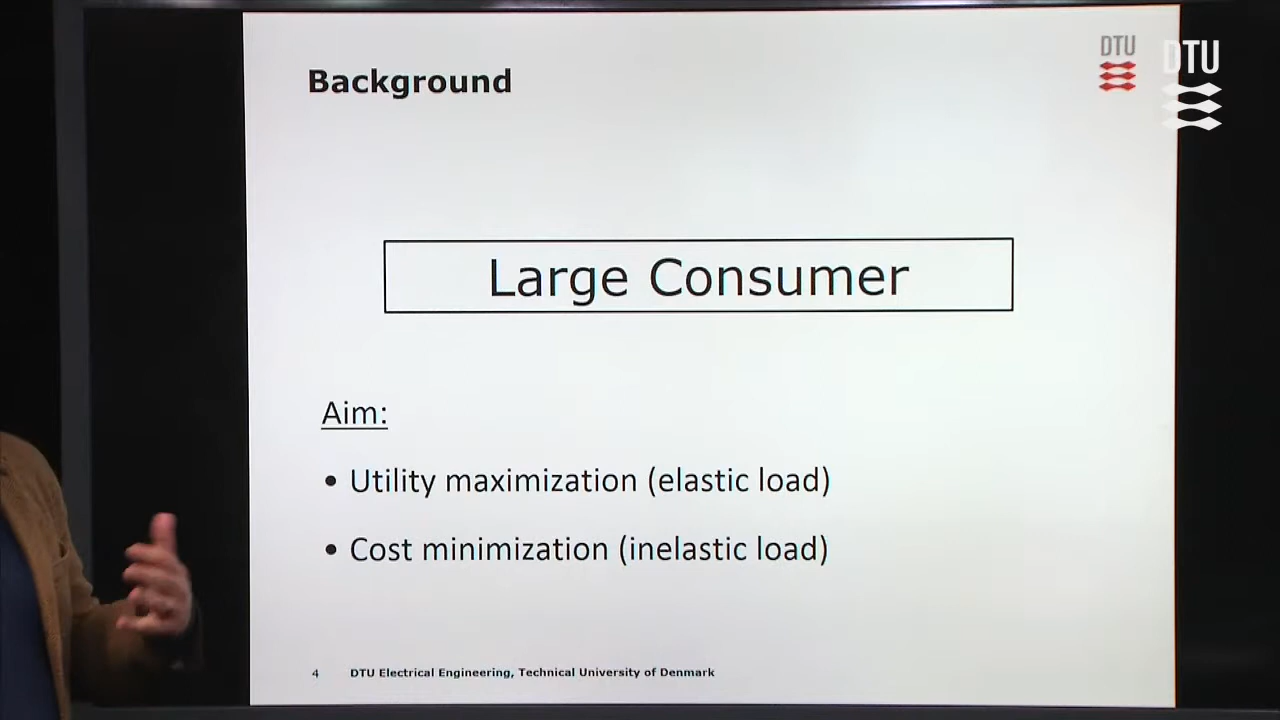 Background
DTU
DTU
Large Consumer
Aim:
• Utility maximization (elastic load)
• Cost minimization (inelastic load)
4 DTU Electrical Engineering, Technical University of Denmark